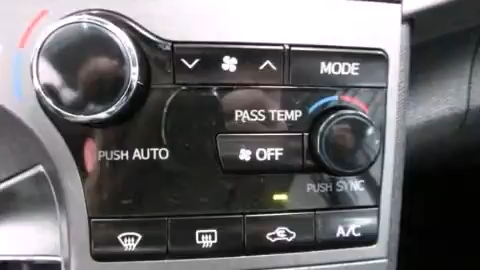 MODE
PASS TEMP
PUSH AUTO
OFF
PUSH SYNC
A/C